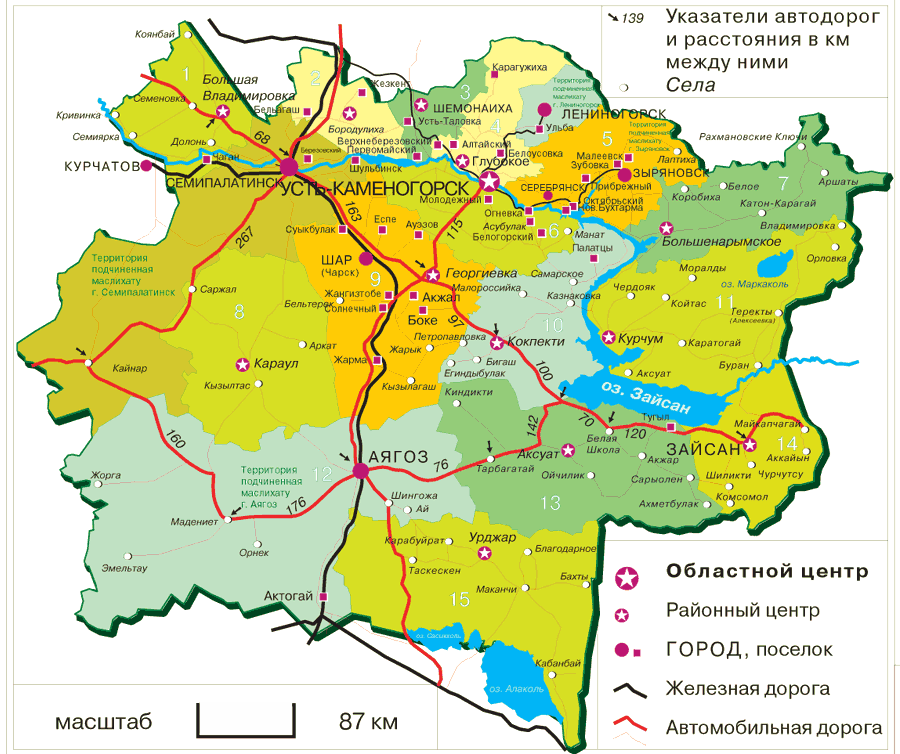 139 Указатели автодорог
и расстояния в км
между ними
Села
Коянбай
1
Большая
Владимировка
Семеновка
Кривинка
Семиярка
Долонь
68
Чаган
КУРЧАТОВ
СЕМИПАЛАТИНСК
2
Бельагаш
Кезкент
Бородулиха
Березовский
3
ШЕМОНАИХА
Усть-Таловка
Верхнеберезовский
Первомайский
Шульбинск
Карагужиха
4
Территория
подчиненная
маслихату
г. Лениногорск
ЛЕНИНОГОРСК
Ульба
Алтайский
Белоусовка
Глубокое
УСТЬ-КАМЕНОГОРСК
Молодежный
5
Территория
подчиненная
маслихату
г. Зыряновск
Малеевск
Зубовка
ЗЫРЯНОВСК
Прибрежный
СЕРЕБРЯНСК
Октябрьский
Нов.Бухтарма
Огневка
Асубулак
Белогорский
6
Манат
Палатцы
Лаптиха
Рахмановские Ключи
7
Аршаты
Белое
Коробиха
Катон-Карагай
Владимировка
Большенарымское
Орловка
163
Еспе
Суыкбулак
Ауэзов
115
267
Территория
подчиненная
маслихату
г. Семипалатинск
ШАР
(Чарск)
9
Георгиевка
Жангизтобе
Солнечный
Акжал
Боке
97
Саржал
8
Бельтерек
Аркат
Караул
Кызылтас
Кайнар
Жарма
Жарык
Кызылагаш
Петропавловка
Самарское
Малороссийка
Казнаковка
10
Кокпекти
Бигаш
Егиндыбулак
100
Моралды
оз. Маркаколь
Чердояк
Койтас
11
Теректы
(Алексеевка)
Курчум
Каратогай
Буран
Аксуат
оз. Зайсан
Киндикти
142
70
Тугыл
120
Белая
Школа
ЗАЙСАН
Майкапчагай
14
Аккайын
Чурчутсу
Шиликти
Комсомол
Аксуат
Тарбагатай
Ойчилик
Акжар
Сарыолен
Ахметбулак
13
160
Жорга
АЯГОЗ
76
12
Территория
подчиненная
маслихату
г. Аягоз
176
Мадениет
Орнек
Эмельтау
Шингожа
Ай
Актогай
Карабуйрат
Урджар
Благодарное
Таскескен
Маканчи
Бахты
15
оз. Сасыколь
Кабанбай
оз. Алаколь
Областной центр
Районный центр
ГОРОД, поселок
Железная дорога
Автомобильная дорога
масштаб
87 км